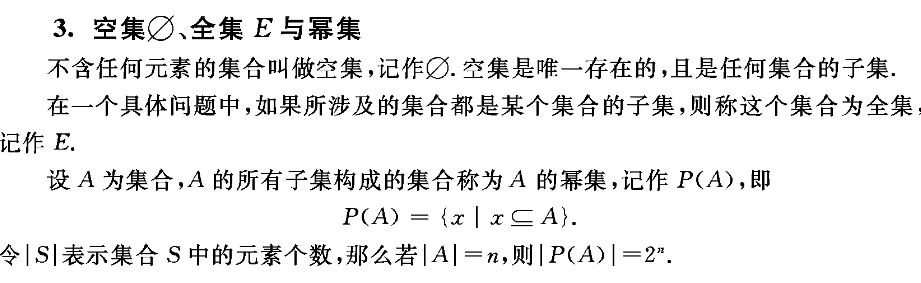 3. 空集∅、全集 E 与幂集
不含任何元素的集合叫做空集,记作∅.空集是唯一存在的,且是任何集合的子集.
在一个具体问题中,如果所涉及的集合都是某个集合的子集,则称这个集合为全集,
记作 E.
设 A 为集合,A 的所有子集构成的集合称为 A 的幂集,记作 P(A),即
P(A) = {x | x ⊆ A}.
令|S|表示集合 S 中的元素个数,那么若|A|=n,则|P(A)|=2ⁿ.